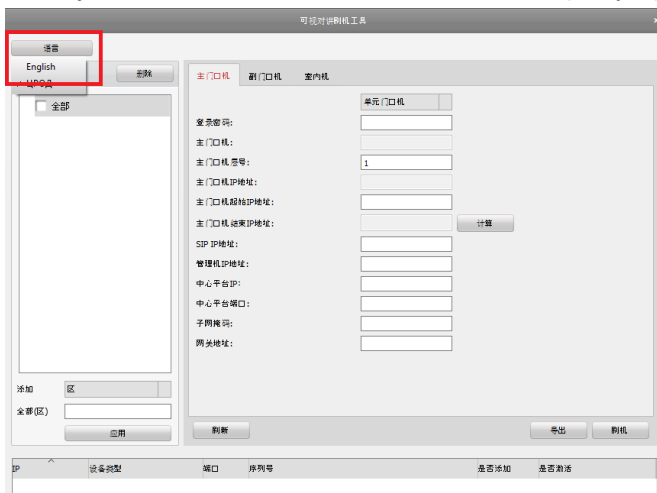 可视对讲刷机工具
语言
English
删除
全部
主门口机 副门口机 室内机
单元门口机
登录密码:
主门口机:
主门口机序号: 1
主门口机IP地址:
主门口机起始IP地址:
主门口机结束IP地址: 计算
SIP IP地址:
管理机IP地址:
中心平台IP:
中心平台端口:
子网掩码:
网关地址:
添加 区
全部(区)
应用
刷新 导出 刷机
IP 设备类型 端口 序列号 是否添加 是否激活